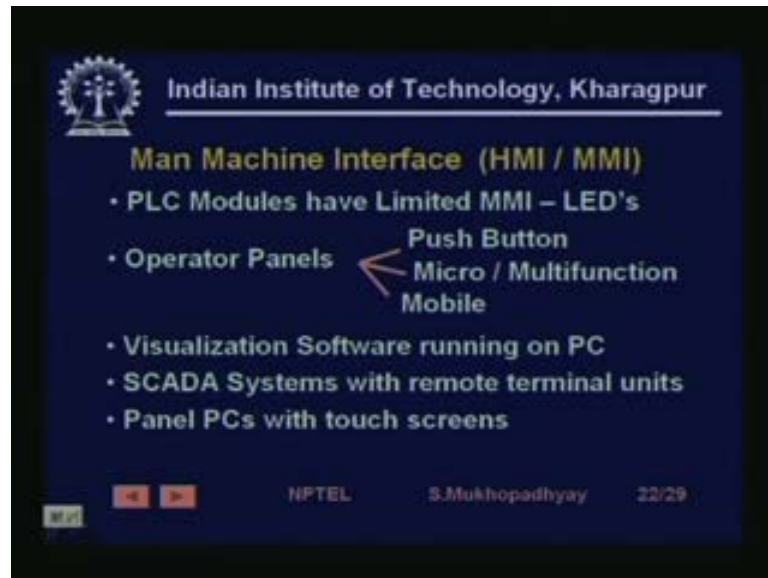 Indian Institute of Technology, Kharagpur
Man Machine Interface (HMI / MMI)
• PLC Modules have Limited MMI – LED's
• Operator Panels
Push Button
Micro / Multifunction
Mobile
• Visualization Software running on PC
• SCADA Systems with remote terminal units
• Panel PCs with touch screens
NPTEL S.Mukhopadhyay 22/29